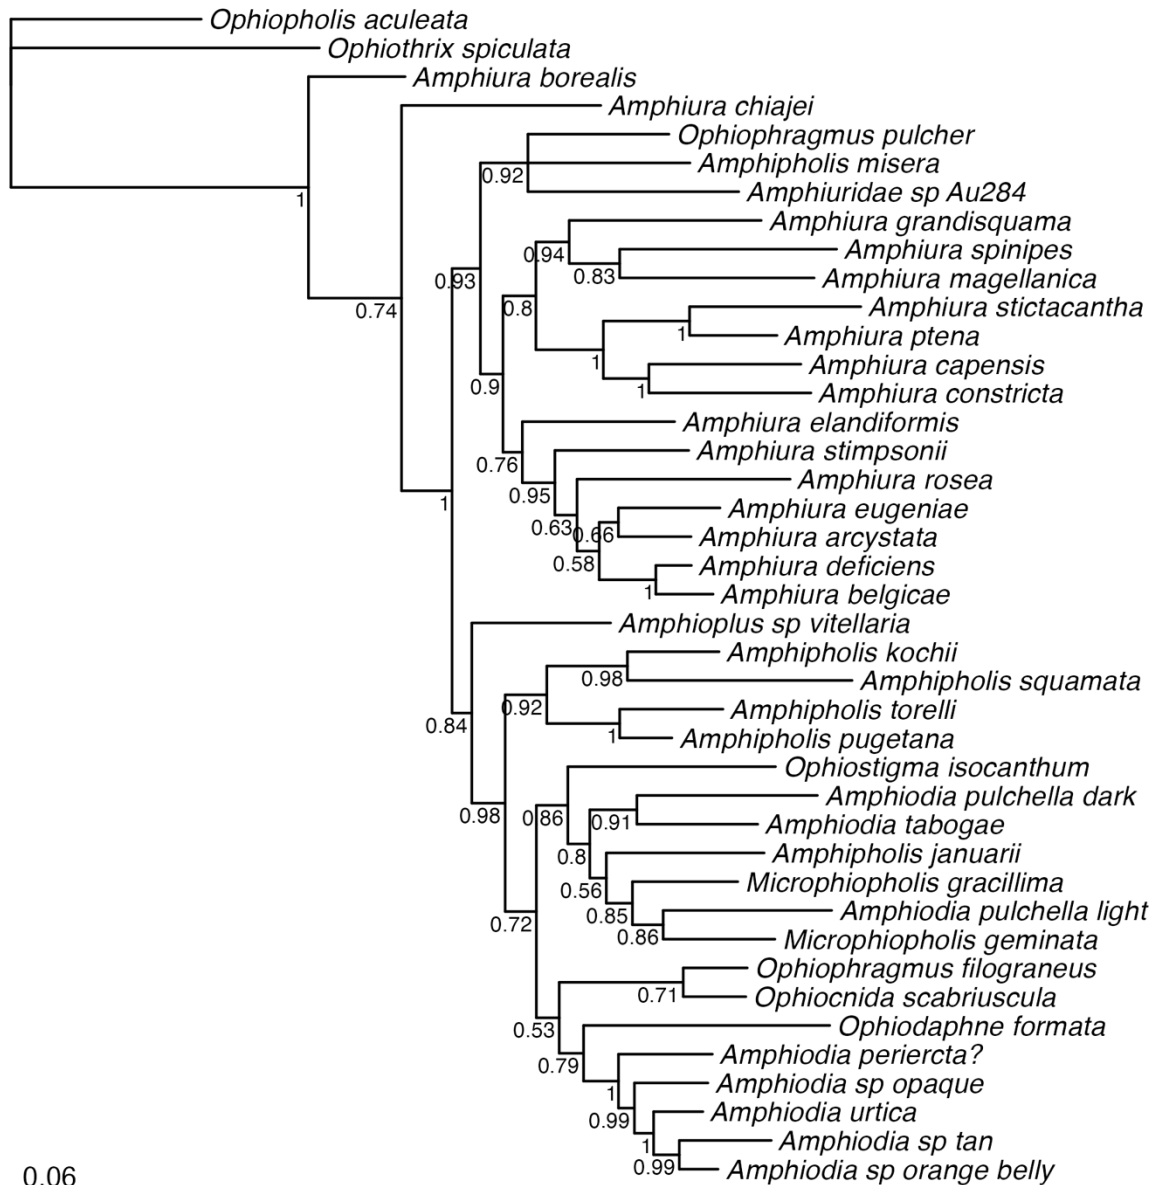 Ophiopholis aculeata
Ophiothrix spiculata
Amphiura borealis
Amphiura chiajei
Ophiophragmus pulcher
Amphipholis misera
0.92
Amphiuridae sp Au284
1
Amphiura grandisquama
Amphiura spinipes
0.94
0.83
Amphiura magellanica
0.93
0.74
0.8
Amphiura stictacantha
1
Amphiura ptena
1
Amphiura capensis
0.9
1
Amphiura constricta
Amphiura elandiformis
Amphiura stimpsonii
0.76
Amphiura rosea
0.95
1
Amphiura eugeniae
0.63
0.66
Amphiura arcystata
0.58
Amphiura deficiens
1
Amphiura belgicae
Amphioplus sp vitellaria
Amphipholis kochii
0.98
Amphipholis squamata
0.92
Amphipholis torelli
0.84
1
Amphipholis pugetana
Ophiostigma isocanthum
Amphiodia pulchella dark
0.98
0.86
0.91
Amphiodia tabogae
0.8
Amphipholis januarii
0.56
Microphiopholis gracillima
0.85
Amphiodia pulchella light
0.72
0.86
Microphiopholis geminata
Ophiophragmus filograneus
0.71
Ophiocnida scabriuscula
0.53
Ophiodaphne formata
Amphiodia periercta?
0.79
Amphiodia sp opaque
1
0.99
Amphiodia urtica
1
Amphiodia sp tan
0.99
Amphiodia sp orange belly
0.06